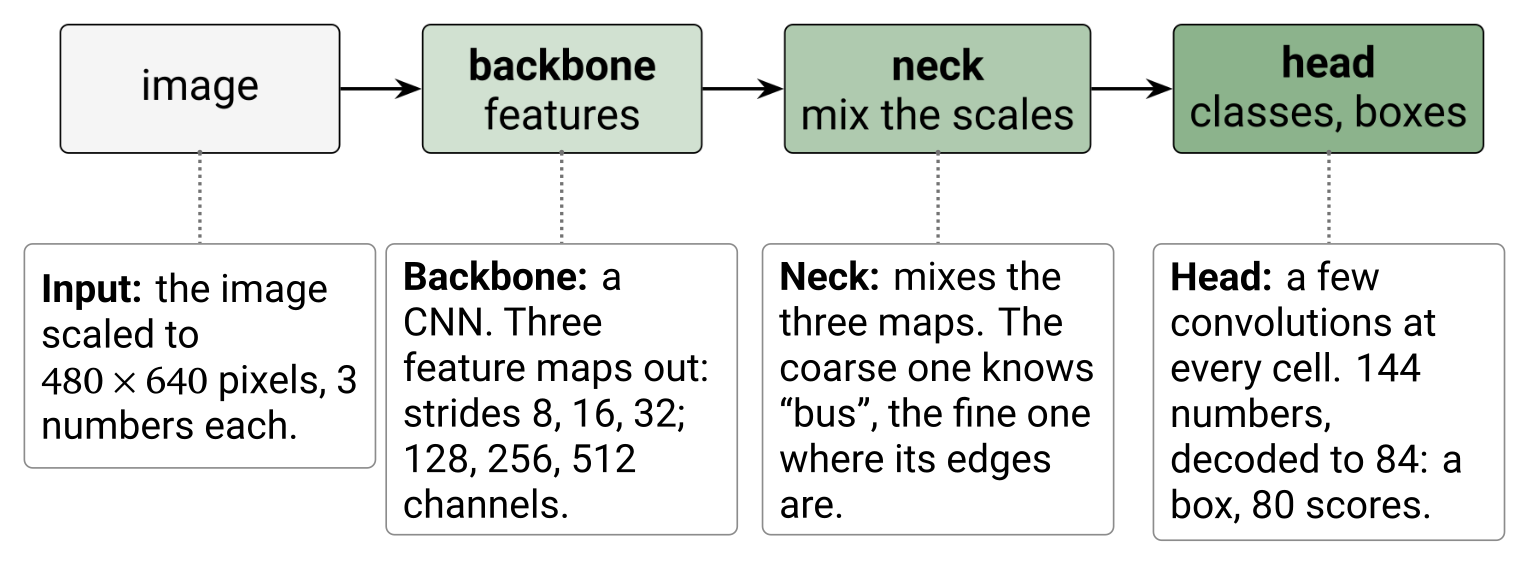 image
backbone
features
neck
mix the scales
head
classes, boxes
Input: the image
scaled to
480 × 640 pixels, 3
numbers each.
Backbone: a
CNN. Three
feature maps out:
strides 8, 16, 32;
128, 256, 512
channels.
Neck: mixes the
three maps. The
coarse one knows
“bus”, the fine one
where its edges
are.
Head: a few
convolutions at
every cell. 144
numbers,
decoded to 84: a
box, 80 scores.